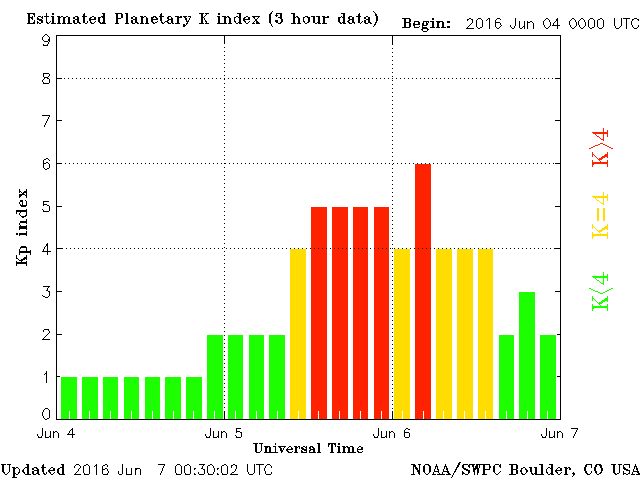 Estimated Planetary K index (3 hour data) Begin: 2016 Jun 04 0000 UTC
9
8
7
6
5
4
3
2
1
0
Kp index
K>4
K=4
K<4
Jun 4 Jun 5 Jun 6 Jun 7
Universal Time
Updated 2016 Jun 7 00:30:02 UTC NOAA/SWPC Boulder, CO USA